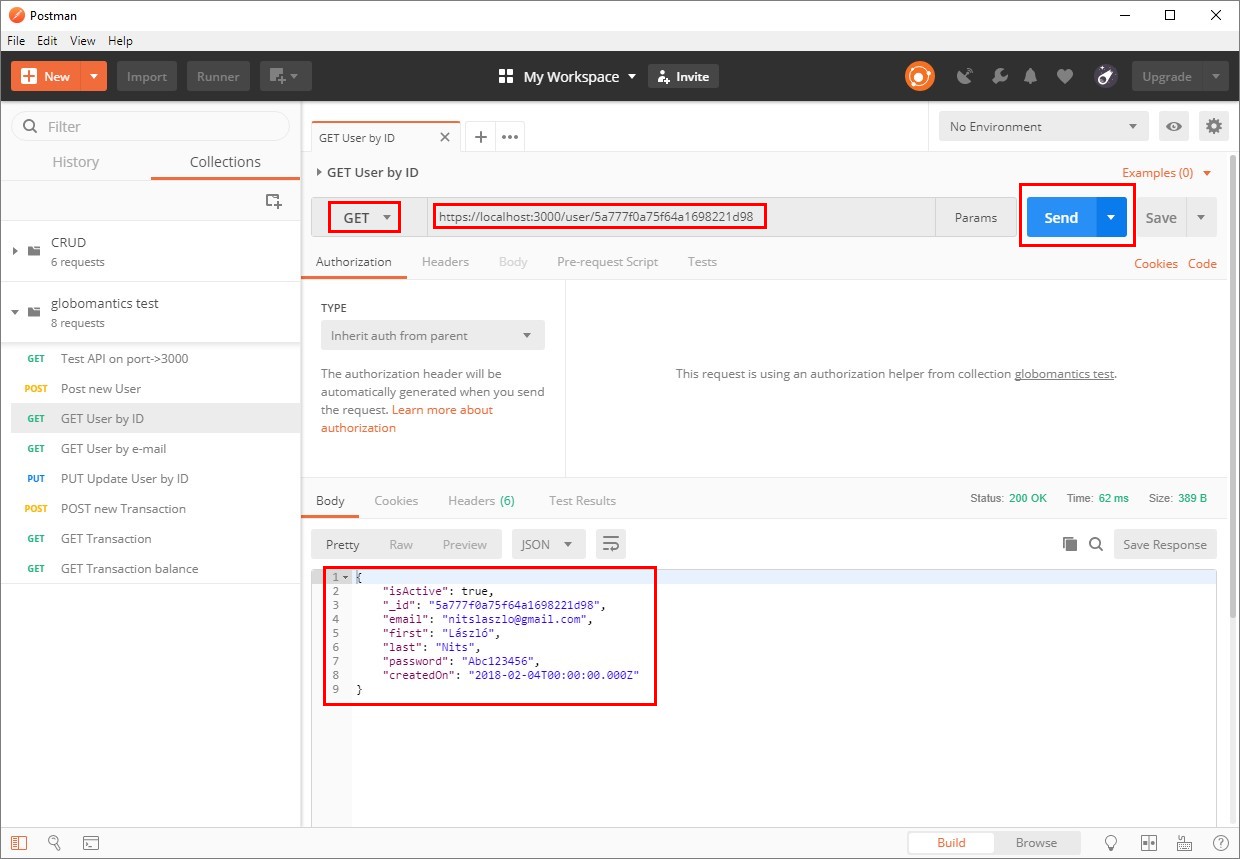 Postman
File Edit View Help
New Import Runner My Workspace Invite Upgrade
Filter
History Collections
CRUD
6 requests
globomantics test
8 requests
GET Test API on port->3000
POST Post new User
GET GET User by ID
GET GET User by e-mail
PUT PUT Update User by ID
POST POST new Transaction
GET GET Transaction
GET GET Transaction balance
GET User by ID
No Environment
GET User by ID
Examples (0)
GET https://localhost:3000/user/5a777f0a75f64a1698221d98 Params Send Save
Authorization Headers Body Pre-request Script Tests Cookies Code
TYPE
Inherit auth from parent
The authorization header will be
automatically generated when you send
the request. Learn more about
authorization
This request is using an authorization helper from collection globomantics test.
Body Cookies Headers (6) Test Results Status: 200 OK Time: 62 ms Size: 389 B
Pretty Raw Preview JSON Save Response
1 {
2 "isActive": true,
3 "_id": "5a777f0a75f64a1698221d98",
4 "email": "nitslaszlo@gmail.com",
5 "first": "László",
6 "last": "Nits",
7 "password": "Abc123456",
8 "createdOn": "2018-02-04T00:00:00.000Z"
9 }
Build Browse